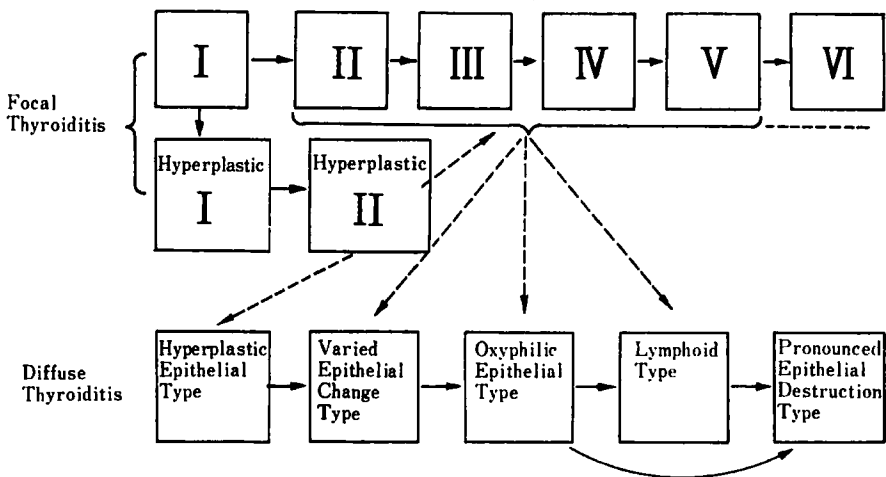 I
II
III
IV
V
VI
Focal
Thyroiditis
Hyperplastic
I
Hyperplastic
II
Diffuse
Thyroiditis
Hyperplastic
Epithelial
Type
Varied
Epithelial
Change
Type
Oxyphilic
Epithelial
Type
Lymphoid
Type
Pronounced
Epithelial
Destruction
Type